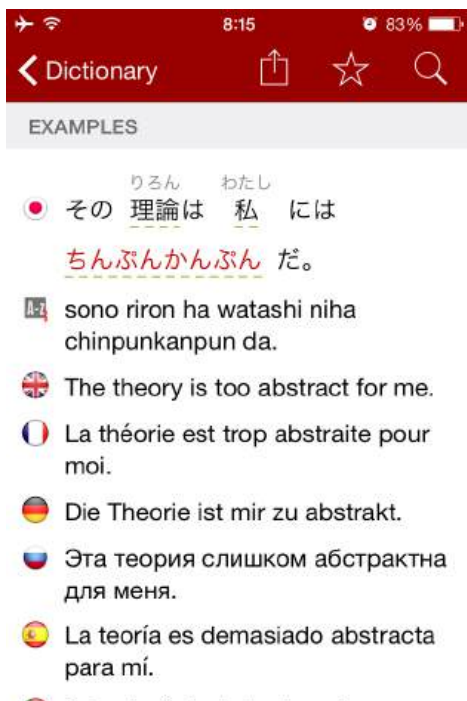 8:15
83%
Dictionary
EXAMPLES
りろん わたし
その 理論は 私 には
ちんぷんかんぷん だ。
A-Z
sono riron ha watashi niha
chinpunkanpun da.
The theory is too abstract for me.
La théorie est trop abstraite pour
moi.
Die Theorie ist mir zu abstrakt.
Эта теория слишком абстрактна
для меня.
La teoría es demasiado abstracta
para mí.